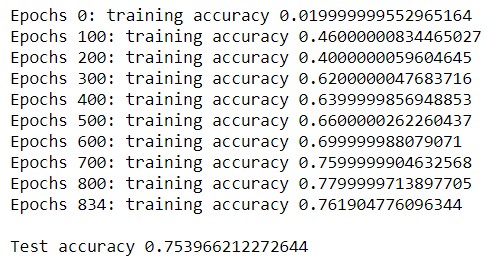 Epochs 0: training accuracy 0.019999999552965164
Epochs 100: training accuracy 0.46000000834465027
Epochs 200: training accuracy 0.4000000059604645
Epochs 300: training accuracy 0.6200000047683716
Epochs 400: training accuracy 0.6399999856948853
Epochs 500: training accuracy 0.6600000262260437
Epochs 600: training accuracy 0.699999988079071
Epochs 700: training accuracy 0.7599999904632568
Epochs 800: training accuracy 0.7799999713897705
Epochs 834: training accuracy 0.761904776096344
Test accuracy 0.753966212272644